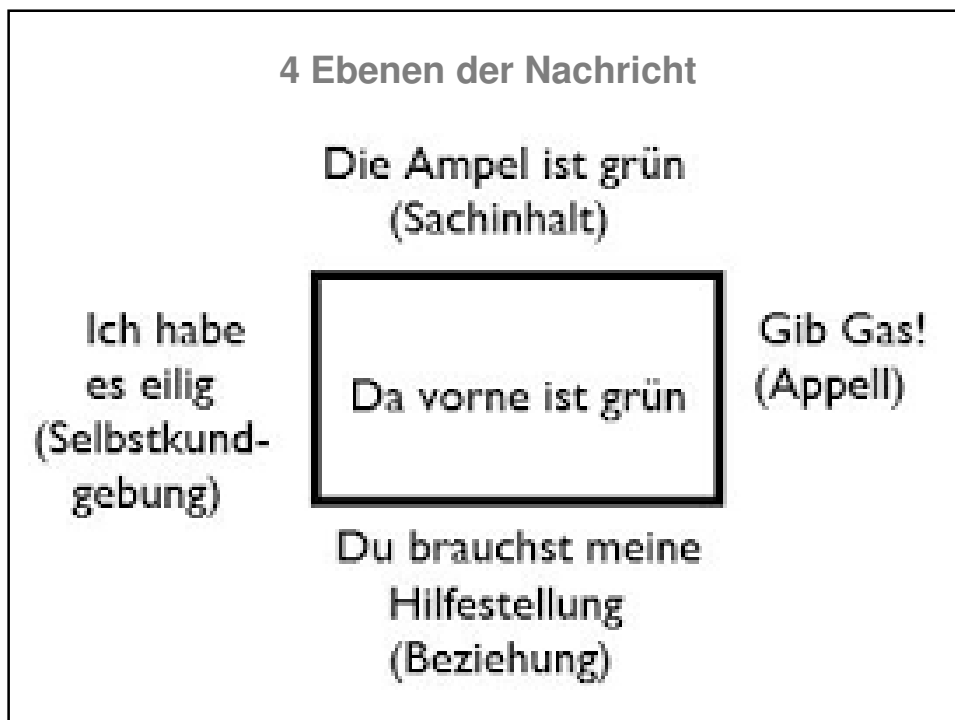 4 Ebenen der Nachricht
Die Ampel ist grün
(Sachinhalt)
Ich habe
es eilig
(Selbstkund-
gebung)
Da vorne ist grün
Gib Gas!
(Appell)
Du brauchst meine
Hilfestellung
(Beziehung)